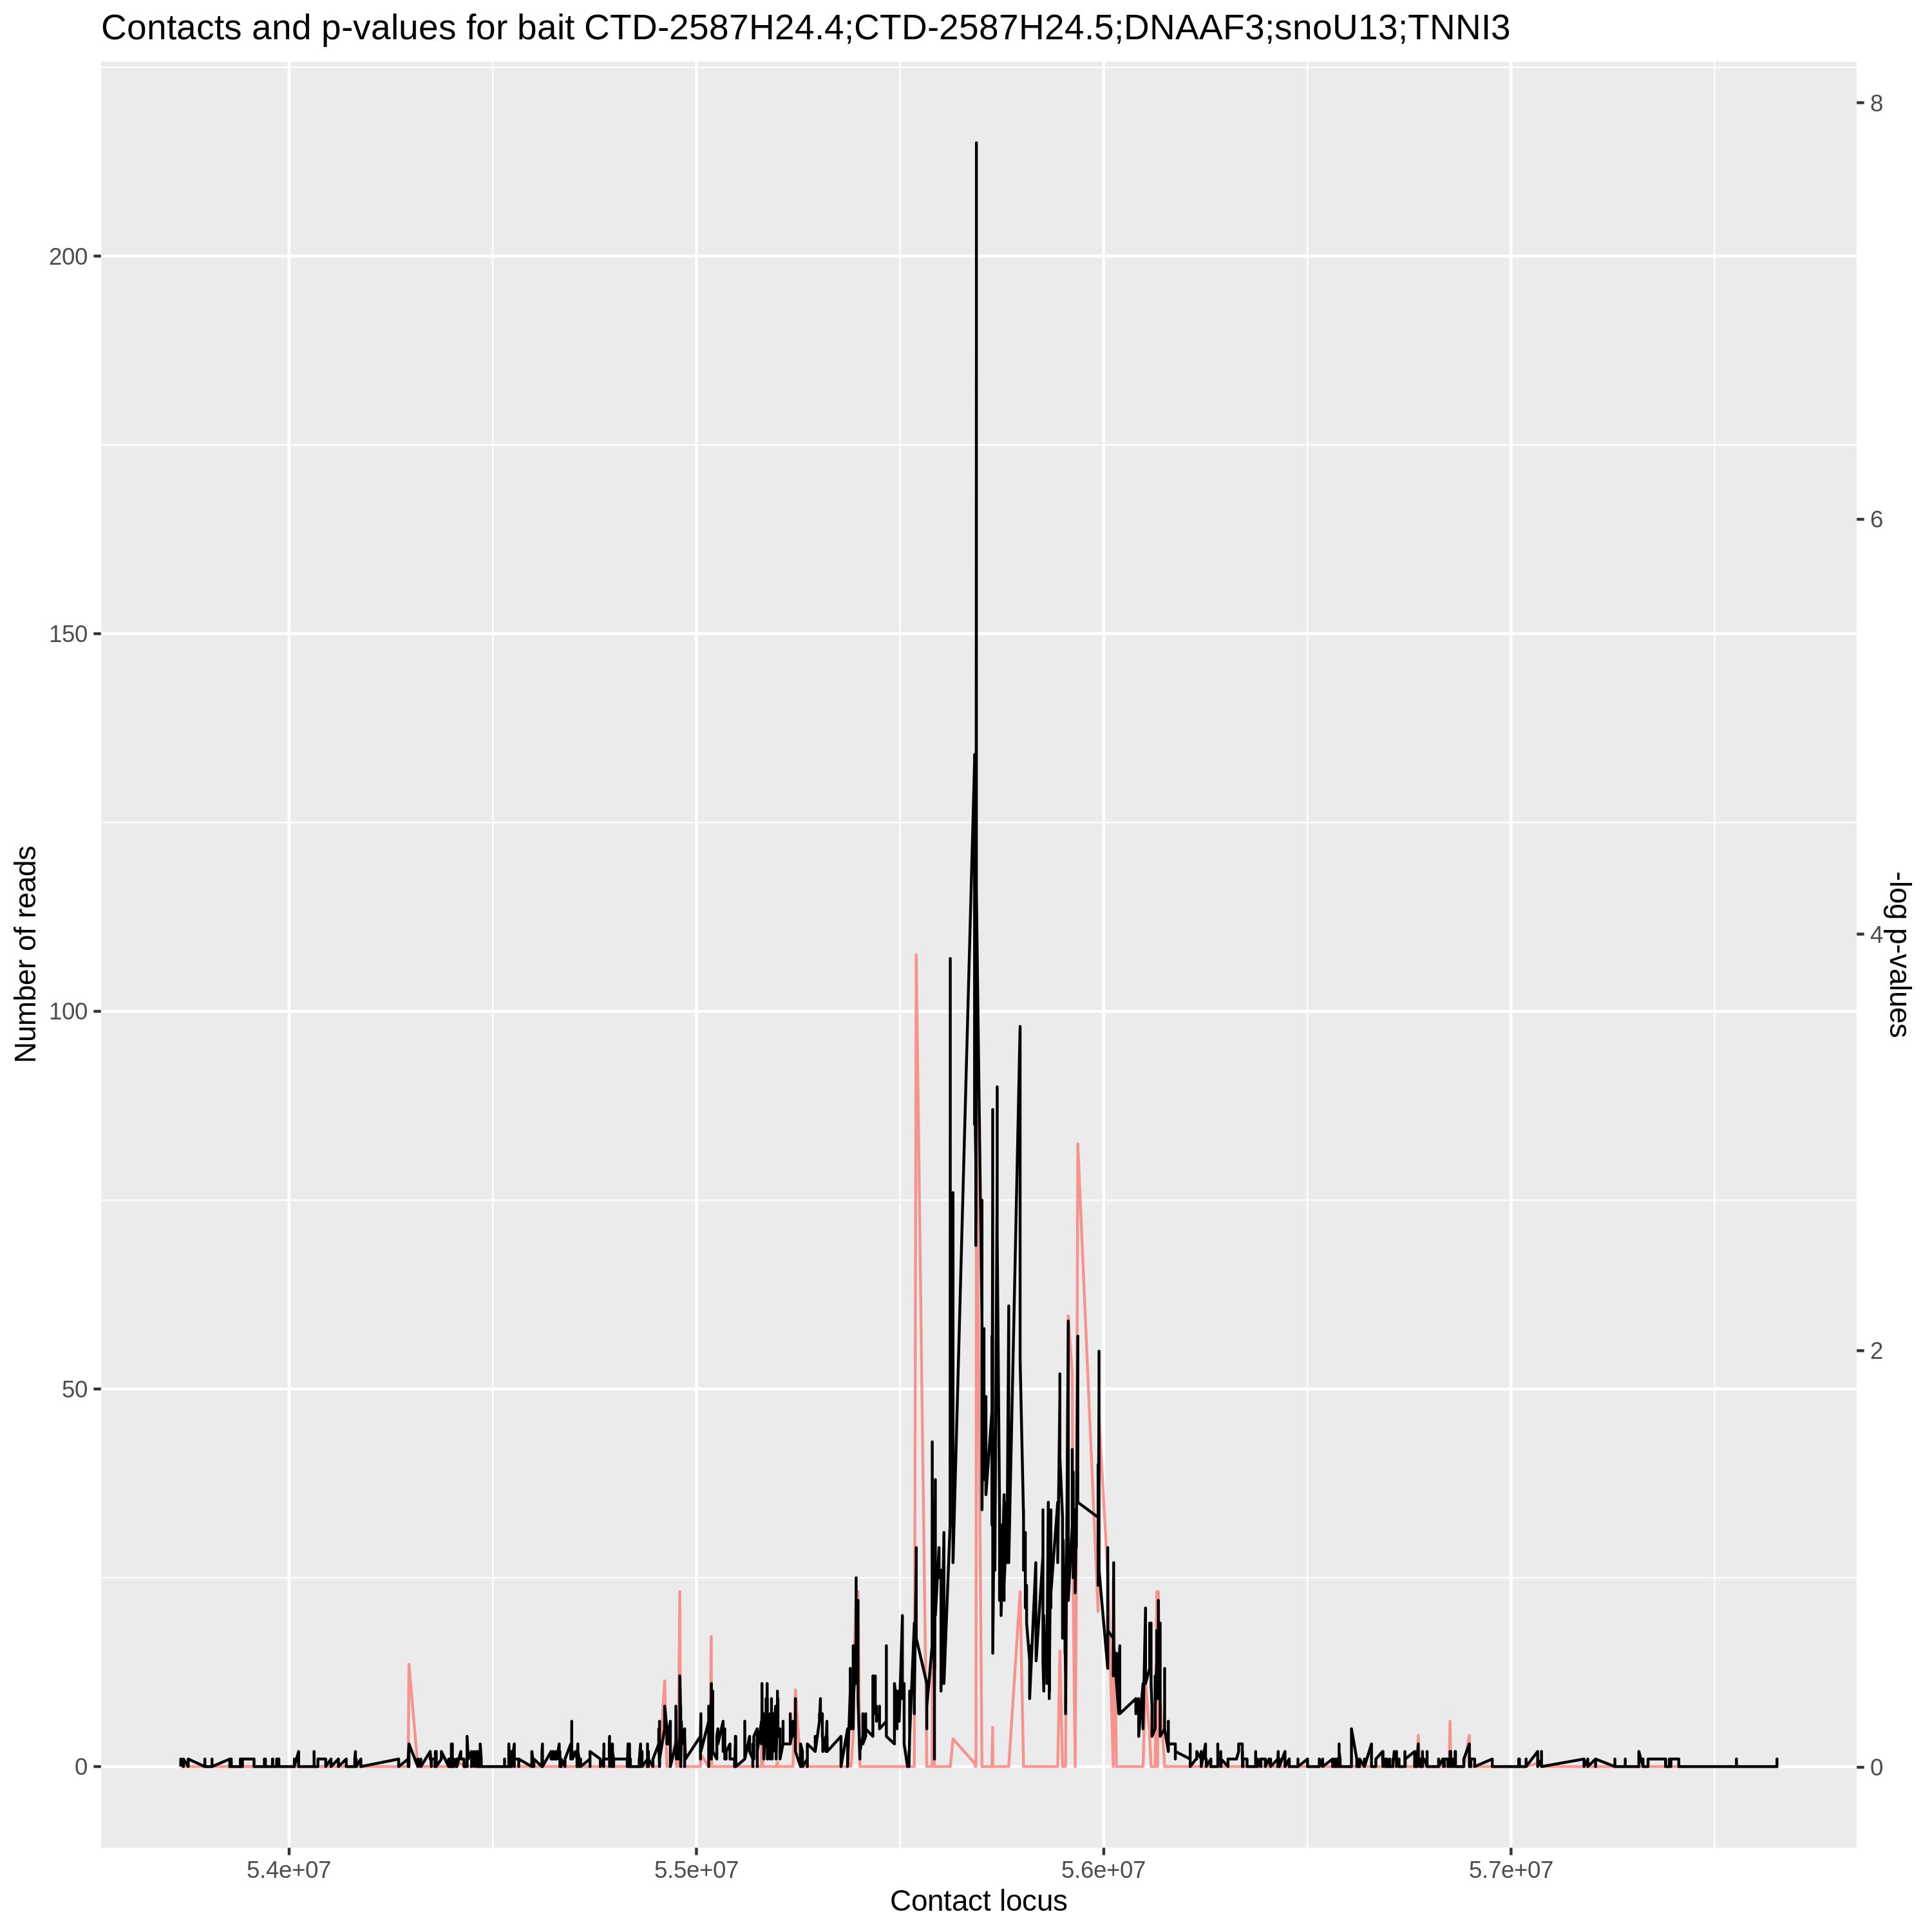 Contacts and p-values for bait CTD-2587H24.4;CTD-2587H24.5;DNAAF3;snoU13;TNNI3
200
150
100
50
0
Number of reads
8
6
4
2
0
-log p-values
5.4e+07
5.5e+07
5.6e+07
5.7e+07
Contact locus